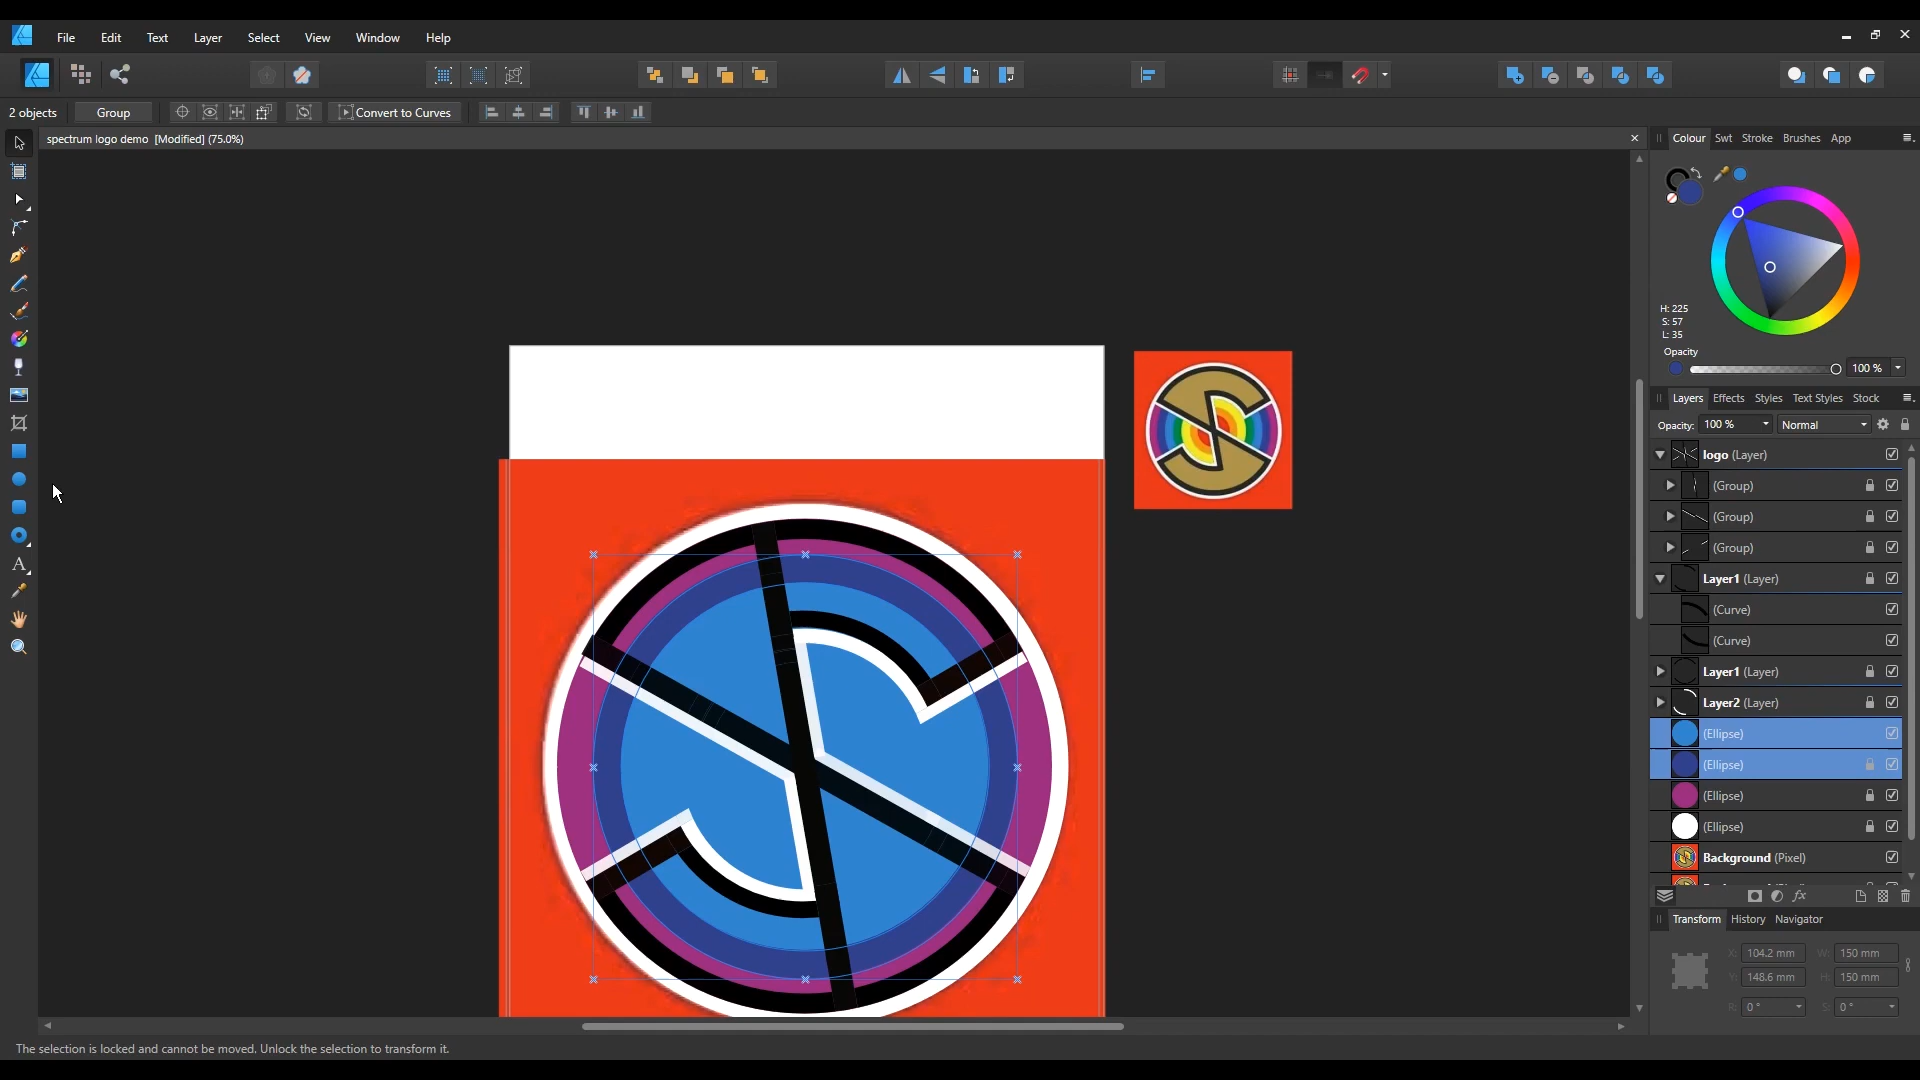 File Edit Text Layer Select View Window Help
2 objects Group Convert to Curves
spectrum logo demo [Modified] (75.0%)
Colour Swt Stroke Brushes App
H: 225
S: 57
L: 35
Opacity
100 %
Layers Effects Styles Text Styles Stock
Opacity: 100 % Normal
logo (Layer)
(Group)
(Group)
(Group)
Layer1 (Layer)
(Curve)
(Curve)
Layer1 (Layer)
Layer2 (Layer)
(Ellipse)
(Ellipse)
(Ellipse)
(Ellipse)
Background (Pixel)
Transform History Navigator
X: 104.2 mm W: 150 mm
Y: 148.6 mm H: 150 mm
R: 0 ° S: 0 °
The selection is locked and cannot be moved. Unlock the selection to transform it.